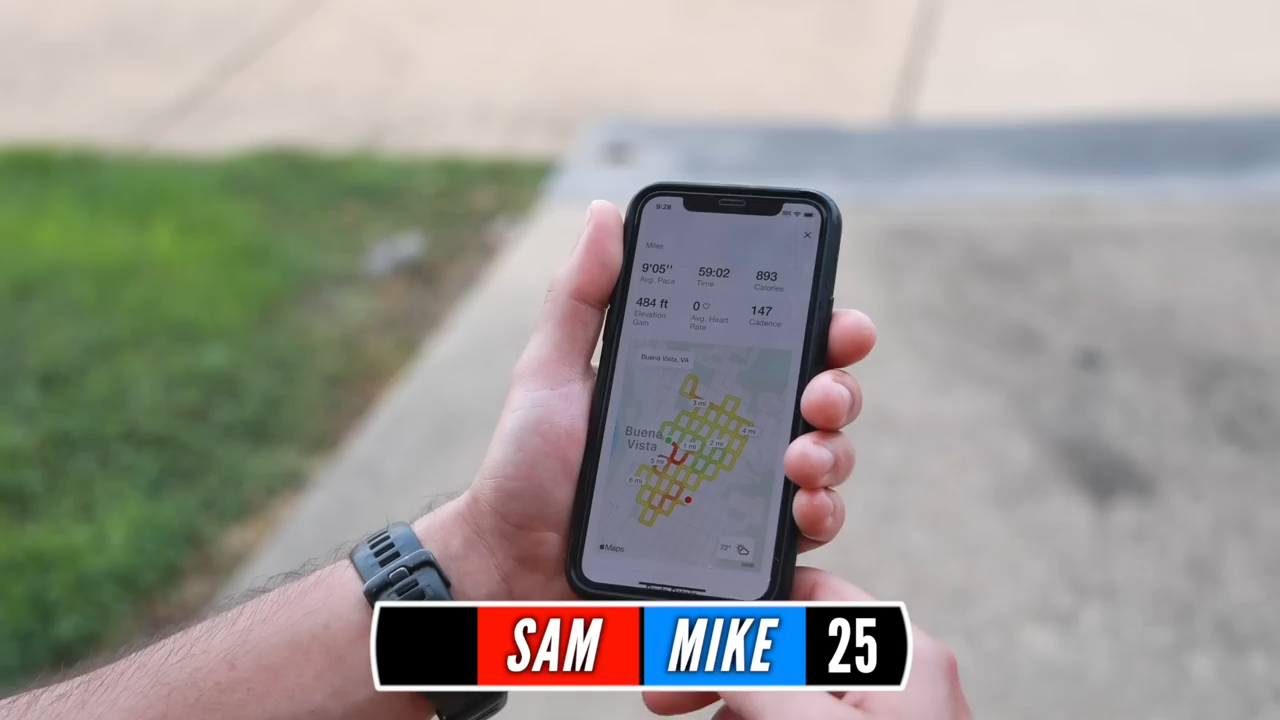 9:28
Miles
9'05" 59:02 893
Avg. Pace Time Calories
484 ft 0 147
Elevation Gain Avg. Heart Rate Cadence
Buena Vista, VA
3 mi
4 mi
Buena
Vista
1 mi 2 mi
5 mi
6 mi
Maps
SAM MIKE 25